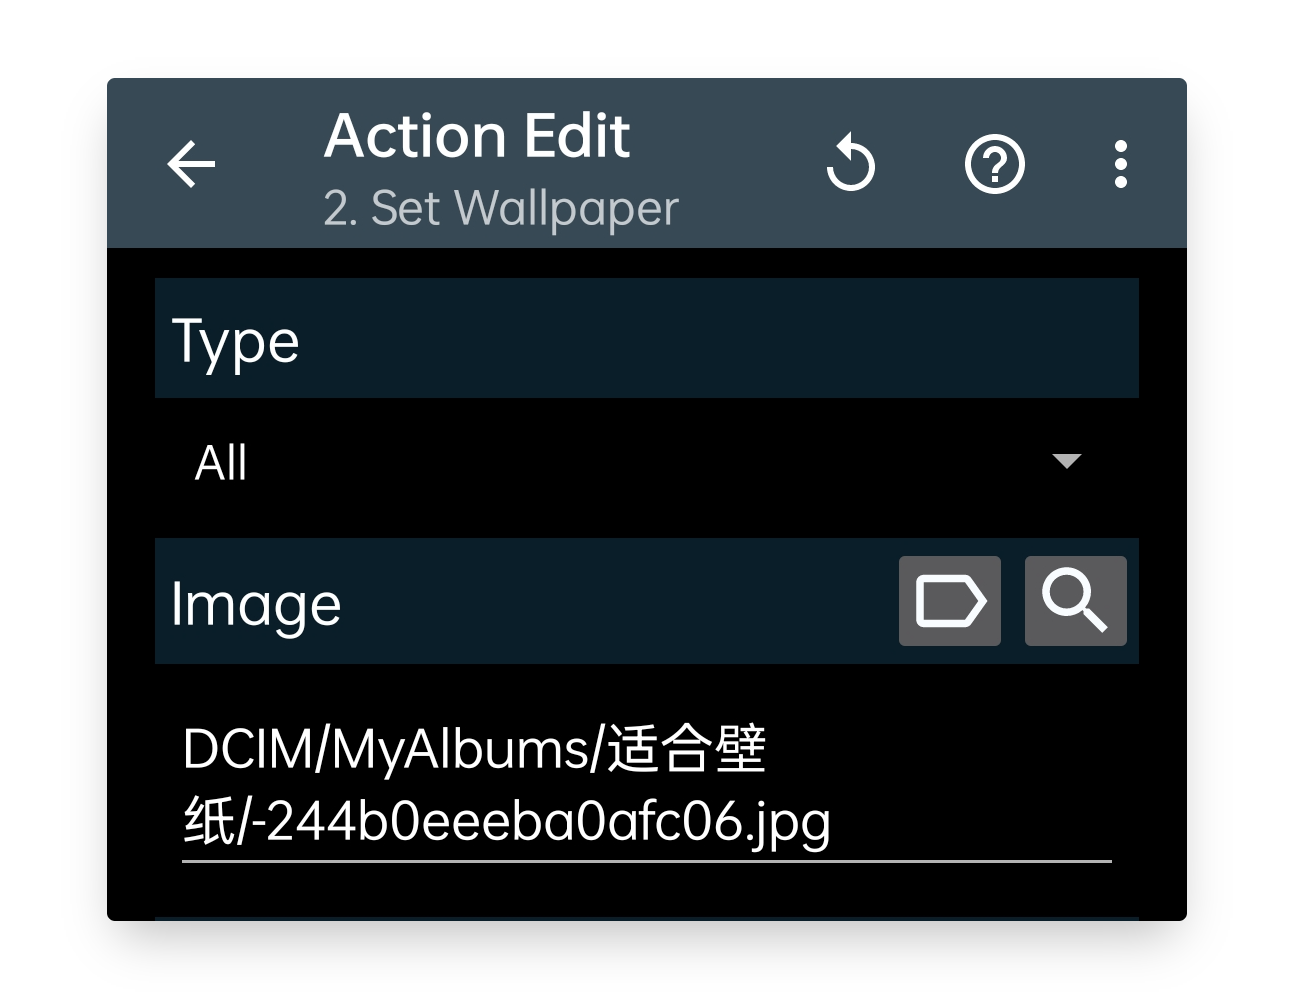 Action Edit
2. Set Wallpaper
Type
All
Image
DCIM/MyAlbums/适合壁
纸/-244b0eeeba0afc06.jpg